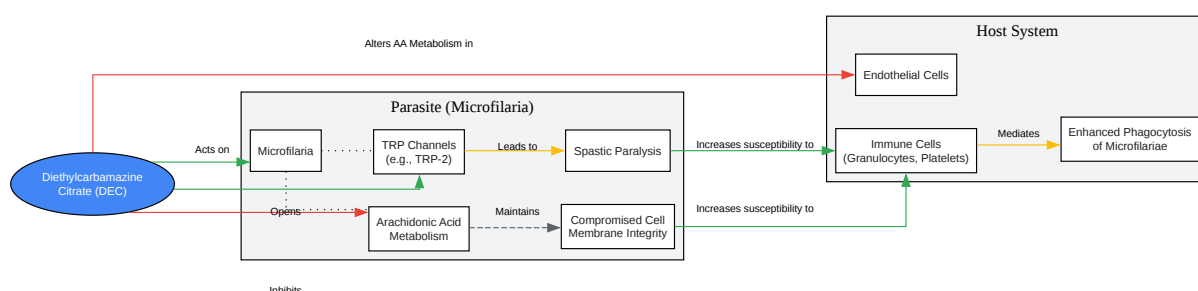 Host System
Alters AA Metabolism in
Endothelial Cells
Parasite (Microfilaria)
Acts on
Microfilaria
TRP Channels
(e.g., TRP-2)
Leads to
Spastic Paralysis
Increases susceptibility to
Immune Cells
(Granulocytes, Platelets)
Mediates
Enhanced Phagocytosis
of Microfilariae
Diethylcarbamazine
Citrate (DEC)
Opens
Arachidonic Acid
Metabolism
Maintains
Compromised Cell
Membrane Integrity
Increases susceptibility to
Inhibits